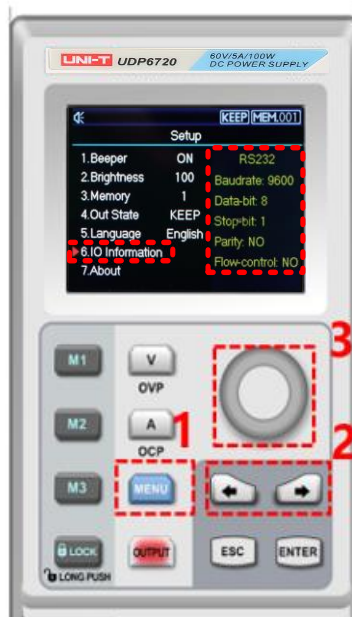 UNI-T UDP6720 60V/5A/100W
DC POWER SUPPLY
KEEP MEM.001
Setup
1.Beeper ON
2.Brightness 100
3.Memory 1
4.Out State KEEP
5.Language English
6.IO Information
7.About
RS232
Baudrate: 9600
Data-bit: 8
Stop-bit: 1
Parity: NO
Flow-control: NO
3
M1 V
OVP
M2 A 1 2
OCP
M3 MENU
LOCK OUTPUT ESC ENTER
LONG PUSH